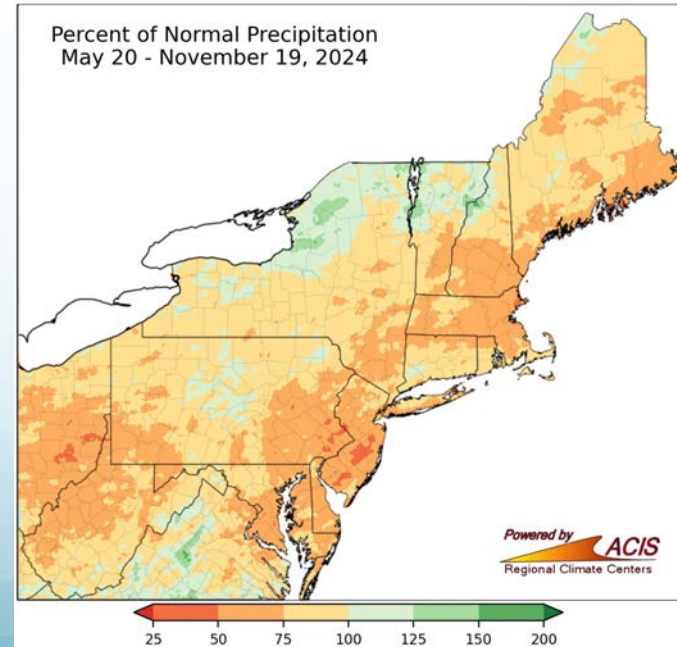 Percent of Normal Precipitation
May 20 - November 19, 2024
Powered by
ACIS
Regional Climate Centers
25 50 75 100 125 150 200